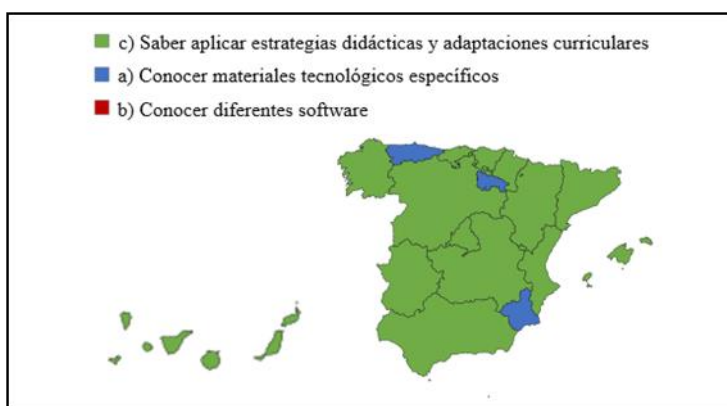 c) Saber aplicar estrategias didácticas y adaptaciones curriculares
a) Conocer materiales tecnológicos específicos
b) Conocer diferentes software